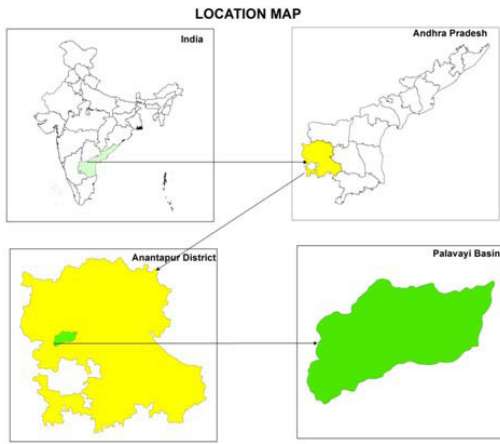 LOCATION MAP
India
Andhra Pradesh
Anantapur District
Palavayi Basin